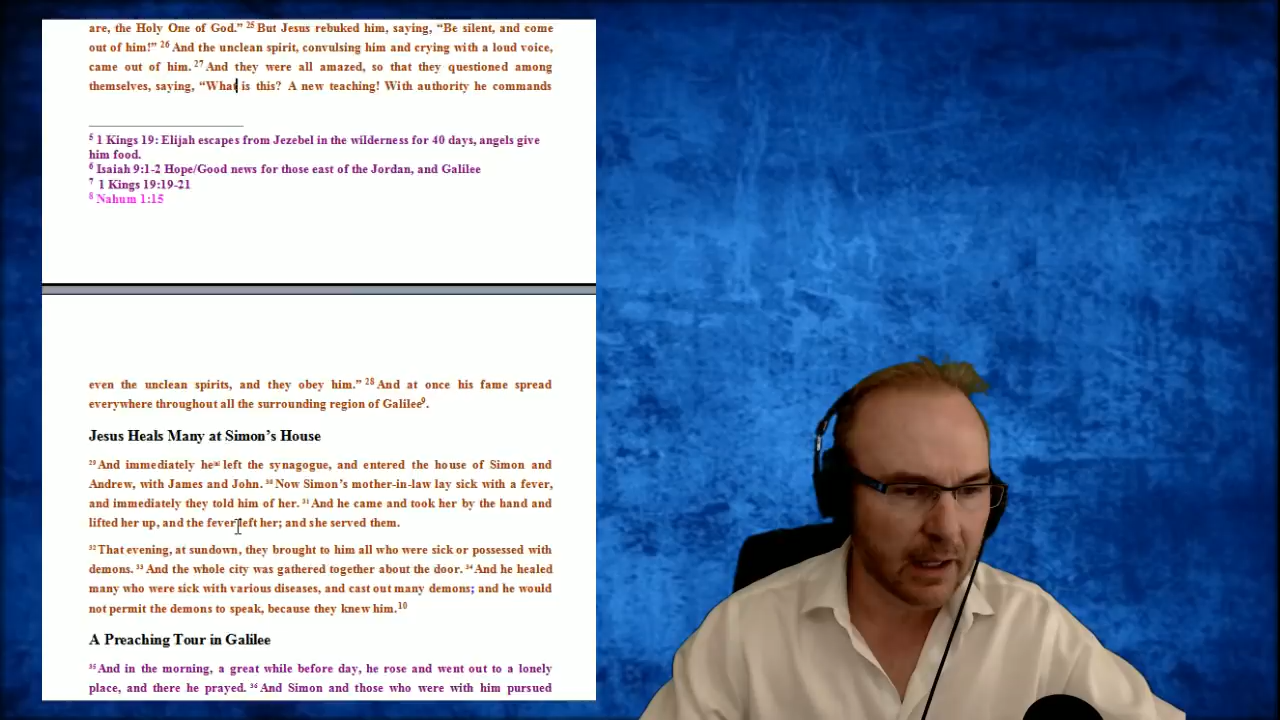 are, the Holy One of God.” 25 But Jesus rebuked him, saying, “Be silent, and come
out of him!” 26 And the unclean spirit, convulsing him and crying with a loud voice,
came out of him. 27 And they were all amazed, so that they questioned among
themselves, saying, “What is this? A new teaching! With authority he commands
5 1 Kings 19: Elijah escapes from Jezebel in the wilderness for 40 days, angels give
him food.
6 Isaiah 9:1-2 Hope/Good news for those east of the Jordan, and Galilee
7 1 Kings 19:19-21
8 Nahum 1:15
even the unclean spirits, and they obey him.” 28 And at once his fame spread
everywhere throughout all the surrounding region of Galilee9.
Jesus Heals Many at Simon’s House
29 And immediately he left the synagogue, and entered the house of Simon and
Andrew, with James and John. 30 Now Simon’s mother-in-law lay sick with a fever,
and immediately they told him of her. 31 And he came and took her by the hand and
lifted her up, and the fever left her; and she served them.
32 That evening, at sundown, they brought to him all who were sick or possessed with
demons. 33 And the whole city was gathered together about the door. 34 And he healed
many who were sick with various diseases, and cast out many demons; and he would
not permit the demons to speak, because they knew him.10
A Preaching Tour in Galilee
35 And in the morning, a great while before day, he rose and went out to a lonely
place, and there he prayed. 36 And Simon and those who were with him pursued